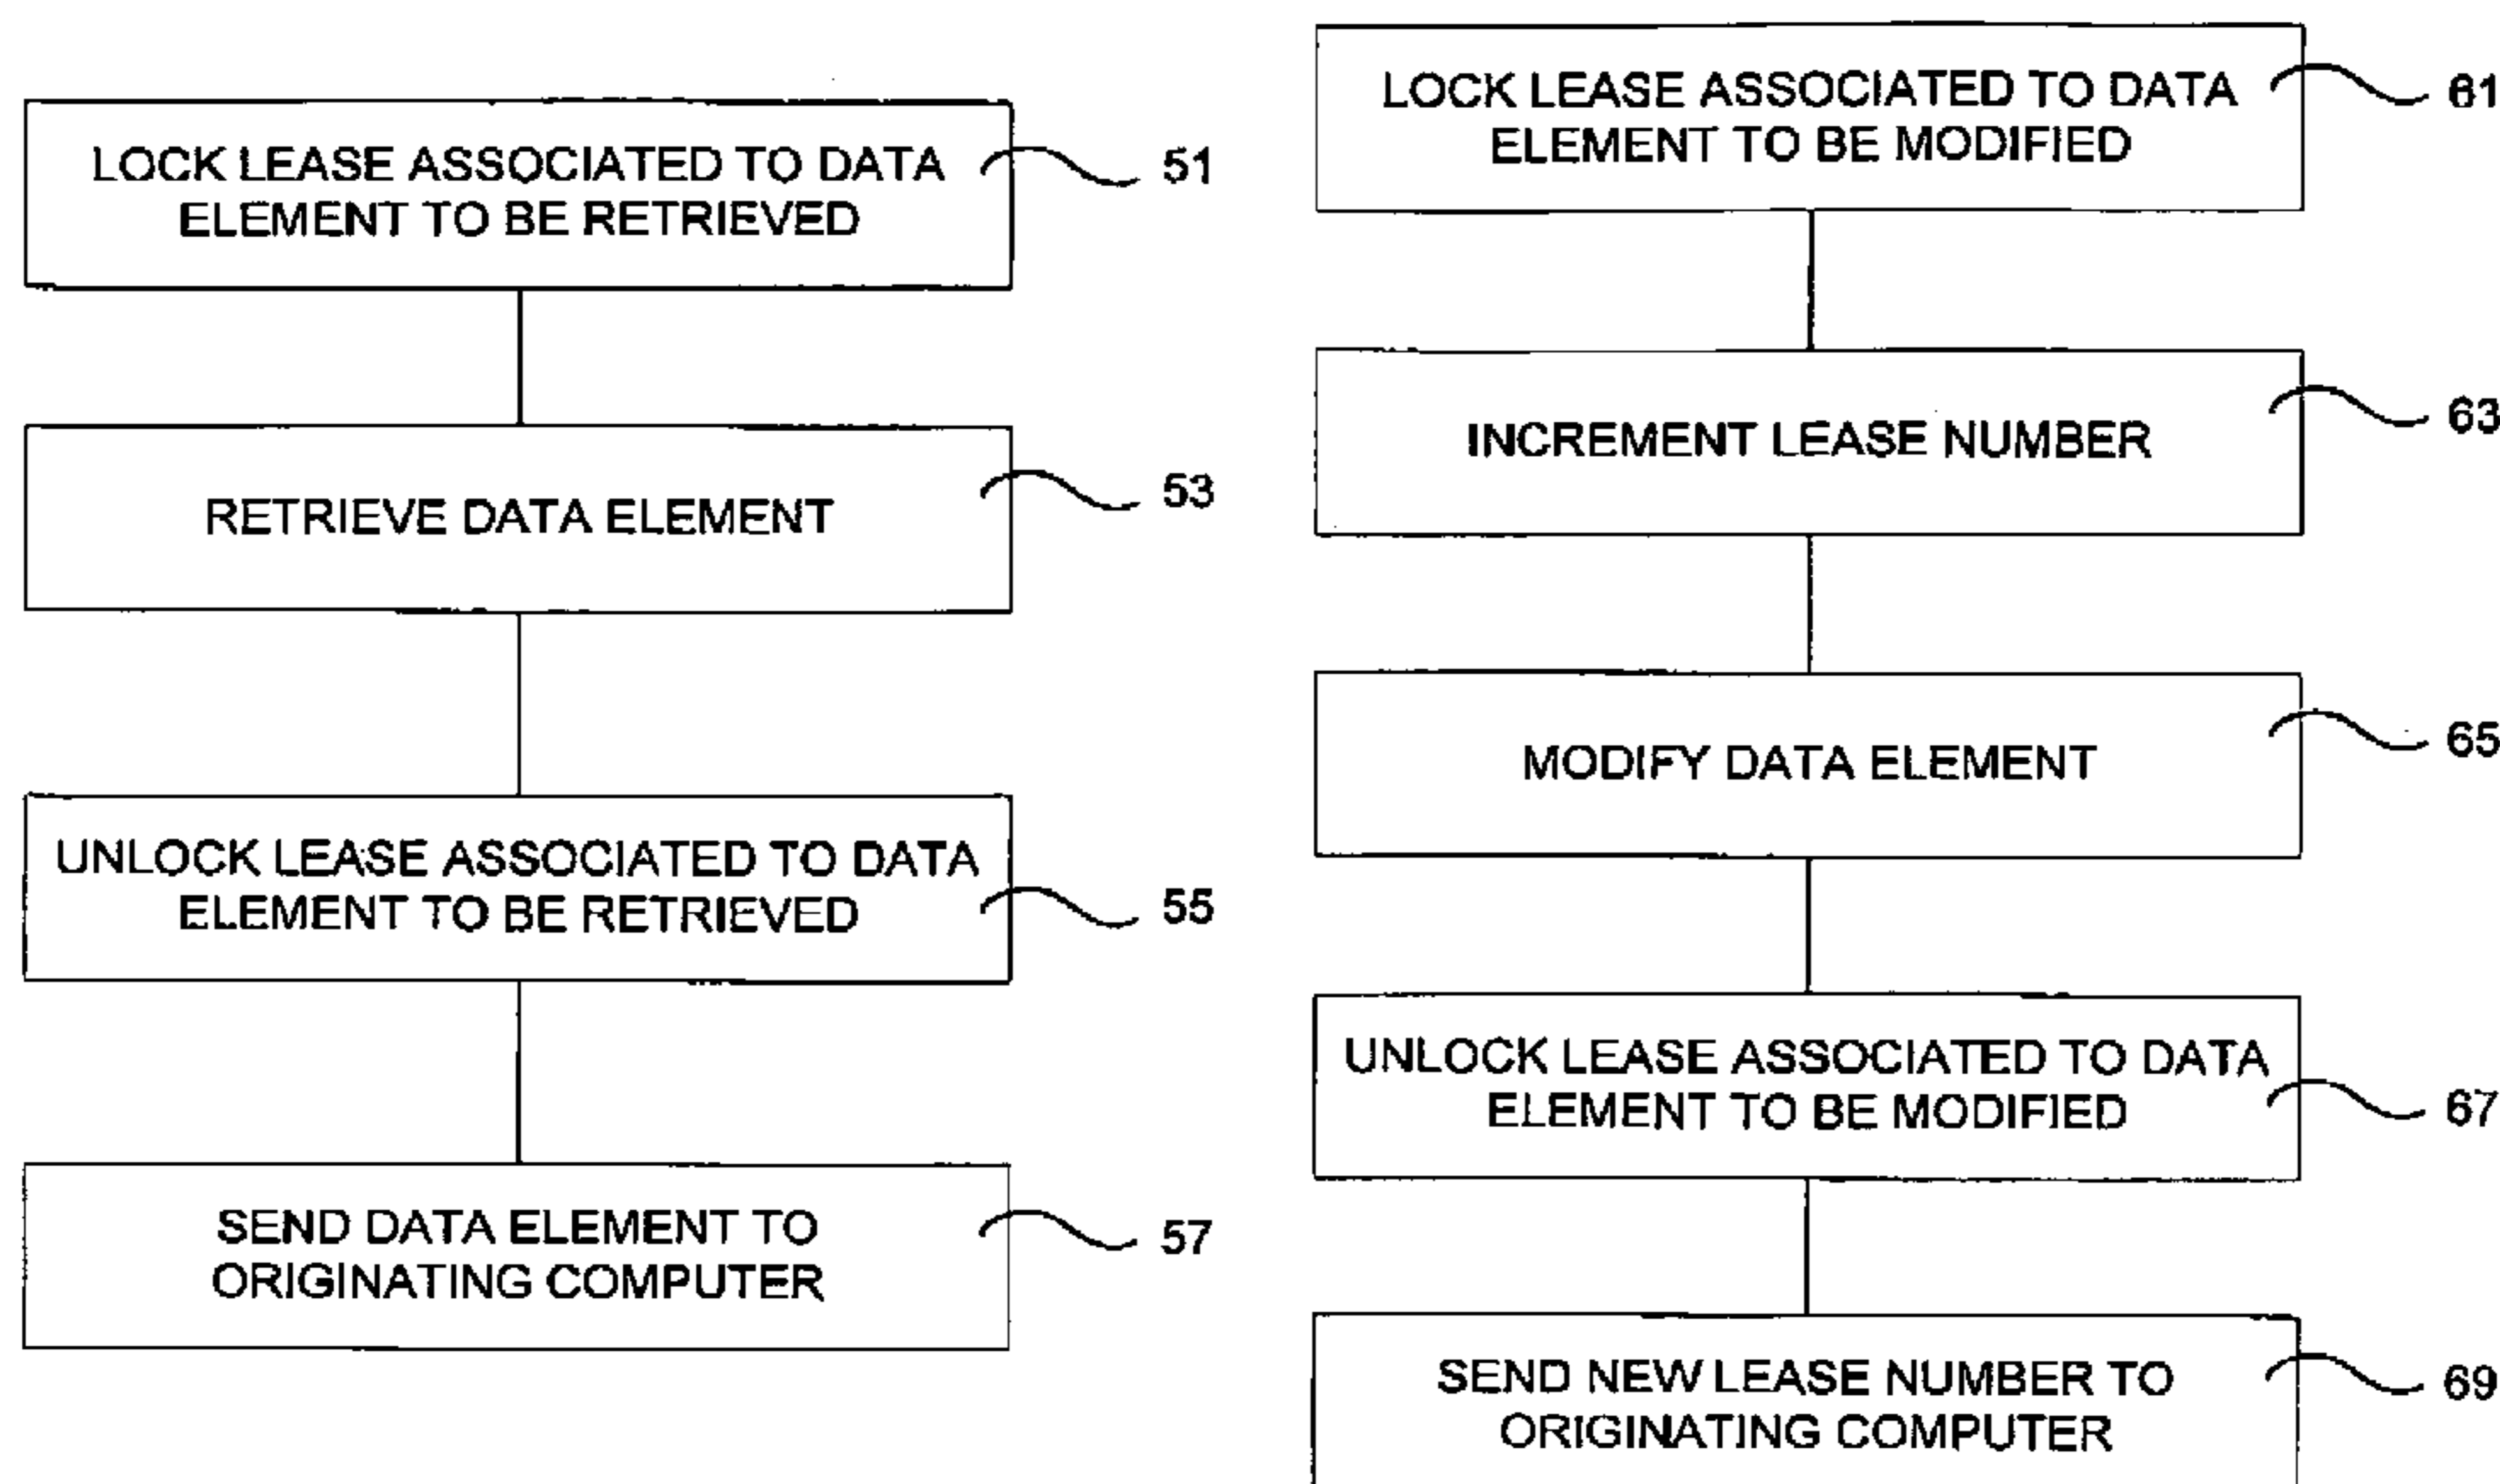 LOCK LEASE ASSOCIATED TO DATA
ELEMENT TO BE RETRIEVED
51
RETRIEVE DATA ELEMENT
53
UNLOCK LEASE ASSOCIATED TO DATA
ELEMENT TO BE RETRIEVED
55
SEND DATA ELEMENT TO
ORIGINATING COMPUTER
57
LOCK LEASE ASSOCIATED TO DATA
ELEMENT TO BE MODIFIED
61
INCREMENT LEASE NUMBER
63
MODIFY DATA ELEMENT
65
UNLOCK LEASE ASSOCIATED TO DATA
ELEMENT TO BE MODIFIED
67
SEND NEW LEASE NUMBER TO
ORIGINATING COMPUTER
69